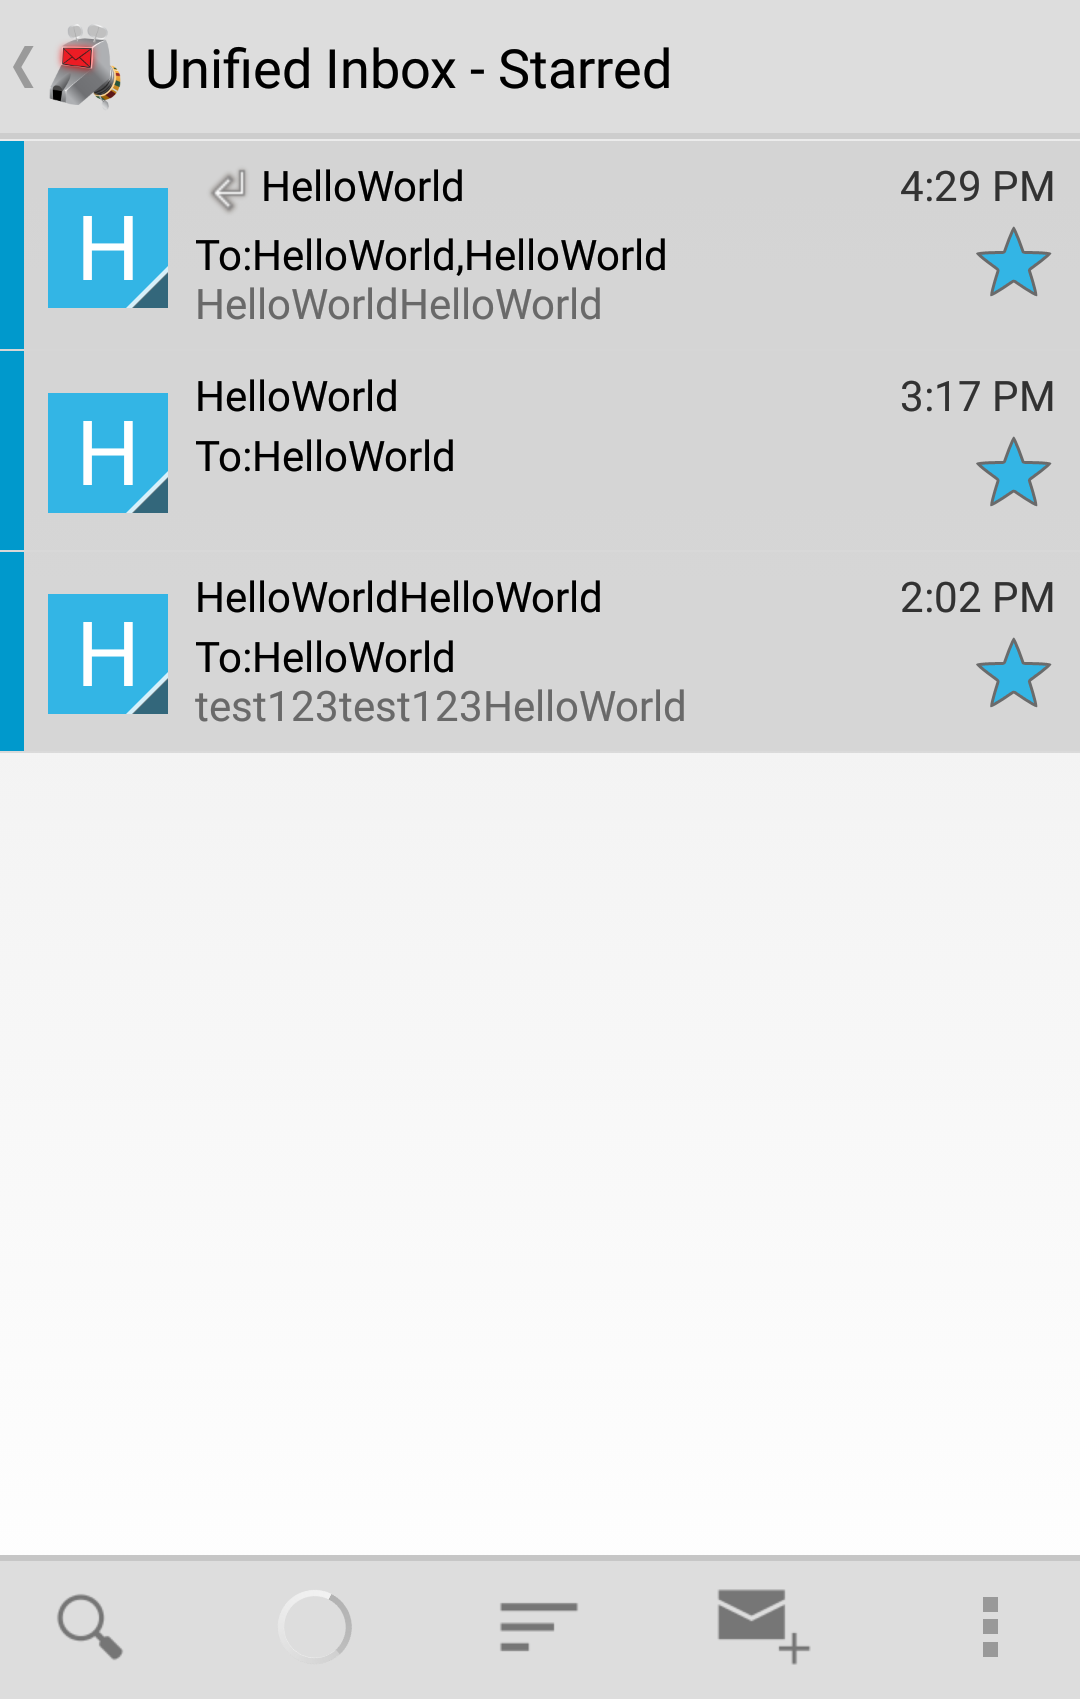 Unified Inbox - Starred
H
HelloWorld 4:29 PM
To:HelloWorld,HelloWorld
HelloWorldHelloWorld
H
HelloWorld 3:17 PM
To:HelloWorld
H
HelloWorldHelloWorld 2:02 PM
To:HelloWorld
test123test123HelloWorld